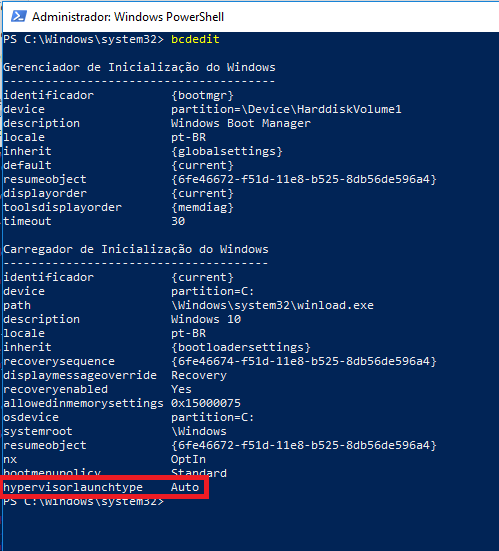 Administrador: Windows PowerShell
PS C:\Windows\system32> bcdedit
Gerenciador de Inicialização do Windows
--------------------------------------
identificador           {bootmgr}
device                  partition=\Device\HarddiskVolume1
description             Windows Boot Manager
locale                  pt-BR
inherit                 {globalsettings}
default                 {current}
resumeobject            {6fe46672-f51d-11e8-b525-8db56de596a4}
displayorder            {current}
toolsdisplayorder       {memdiag}
timeout                 30
Carregador de Inicialização do Windows
-------------------------------------
identificador           {current}
device                  partition=C:
path                    \Windows\system32\winload.exe
description             Windows 10
locale                  pt-BR
inherit                 {bootloadersettings}
recoverysequence        {6fe46674-f51d-11e8-b525-8db56de596a4}
displaymessageoverride  Recovery
recoveryenabled         Yes
allowedinmemorysettings 0x15000075
osdevice                partition=C:
systemroot              \Windows
resumeobject            {6fe46672-f51d-11e8-b525-8db56de596a4}
nx                      OptIn
bootmenupolicy          Standard
hypervisorlaunchtype    Auto
PS C:\Windows\system32>